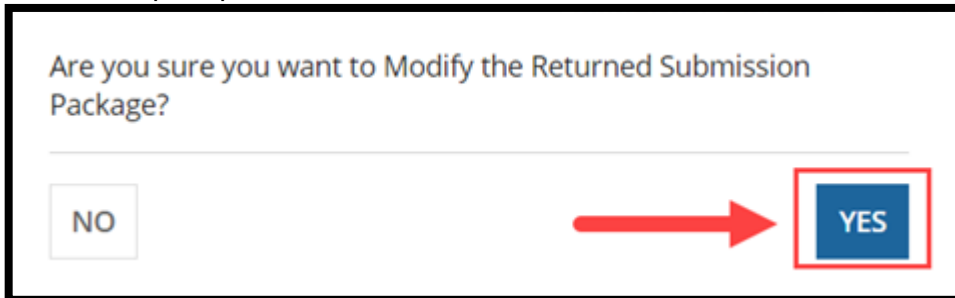 Are you sure you want to Modify the Returned Submission
Package?
NO
YES